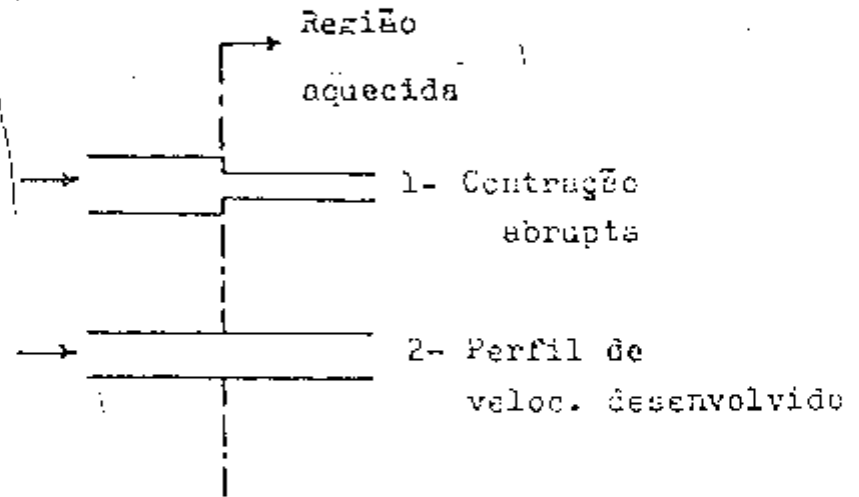 Região
aquecida
1- Contração
abrupta
2- Perfil de
veloc. desenvolvido